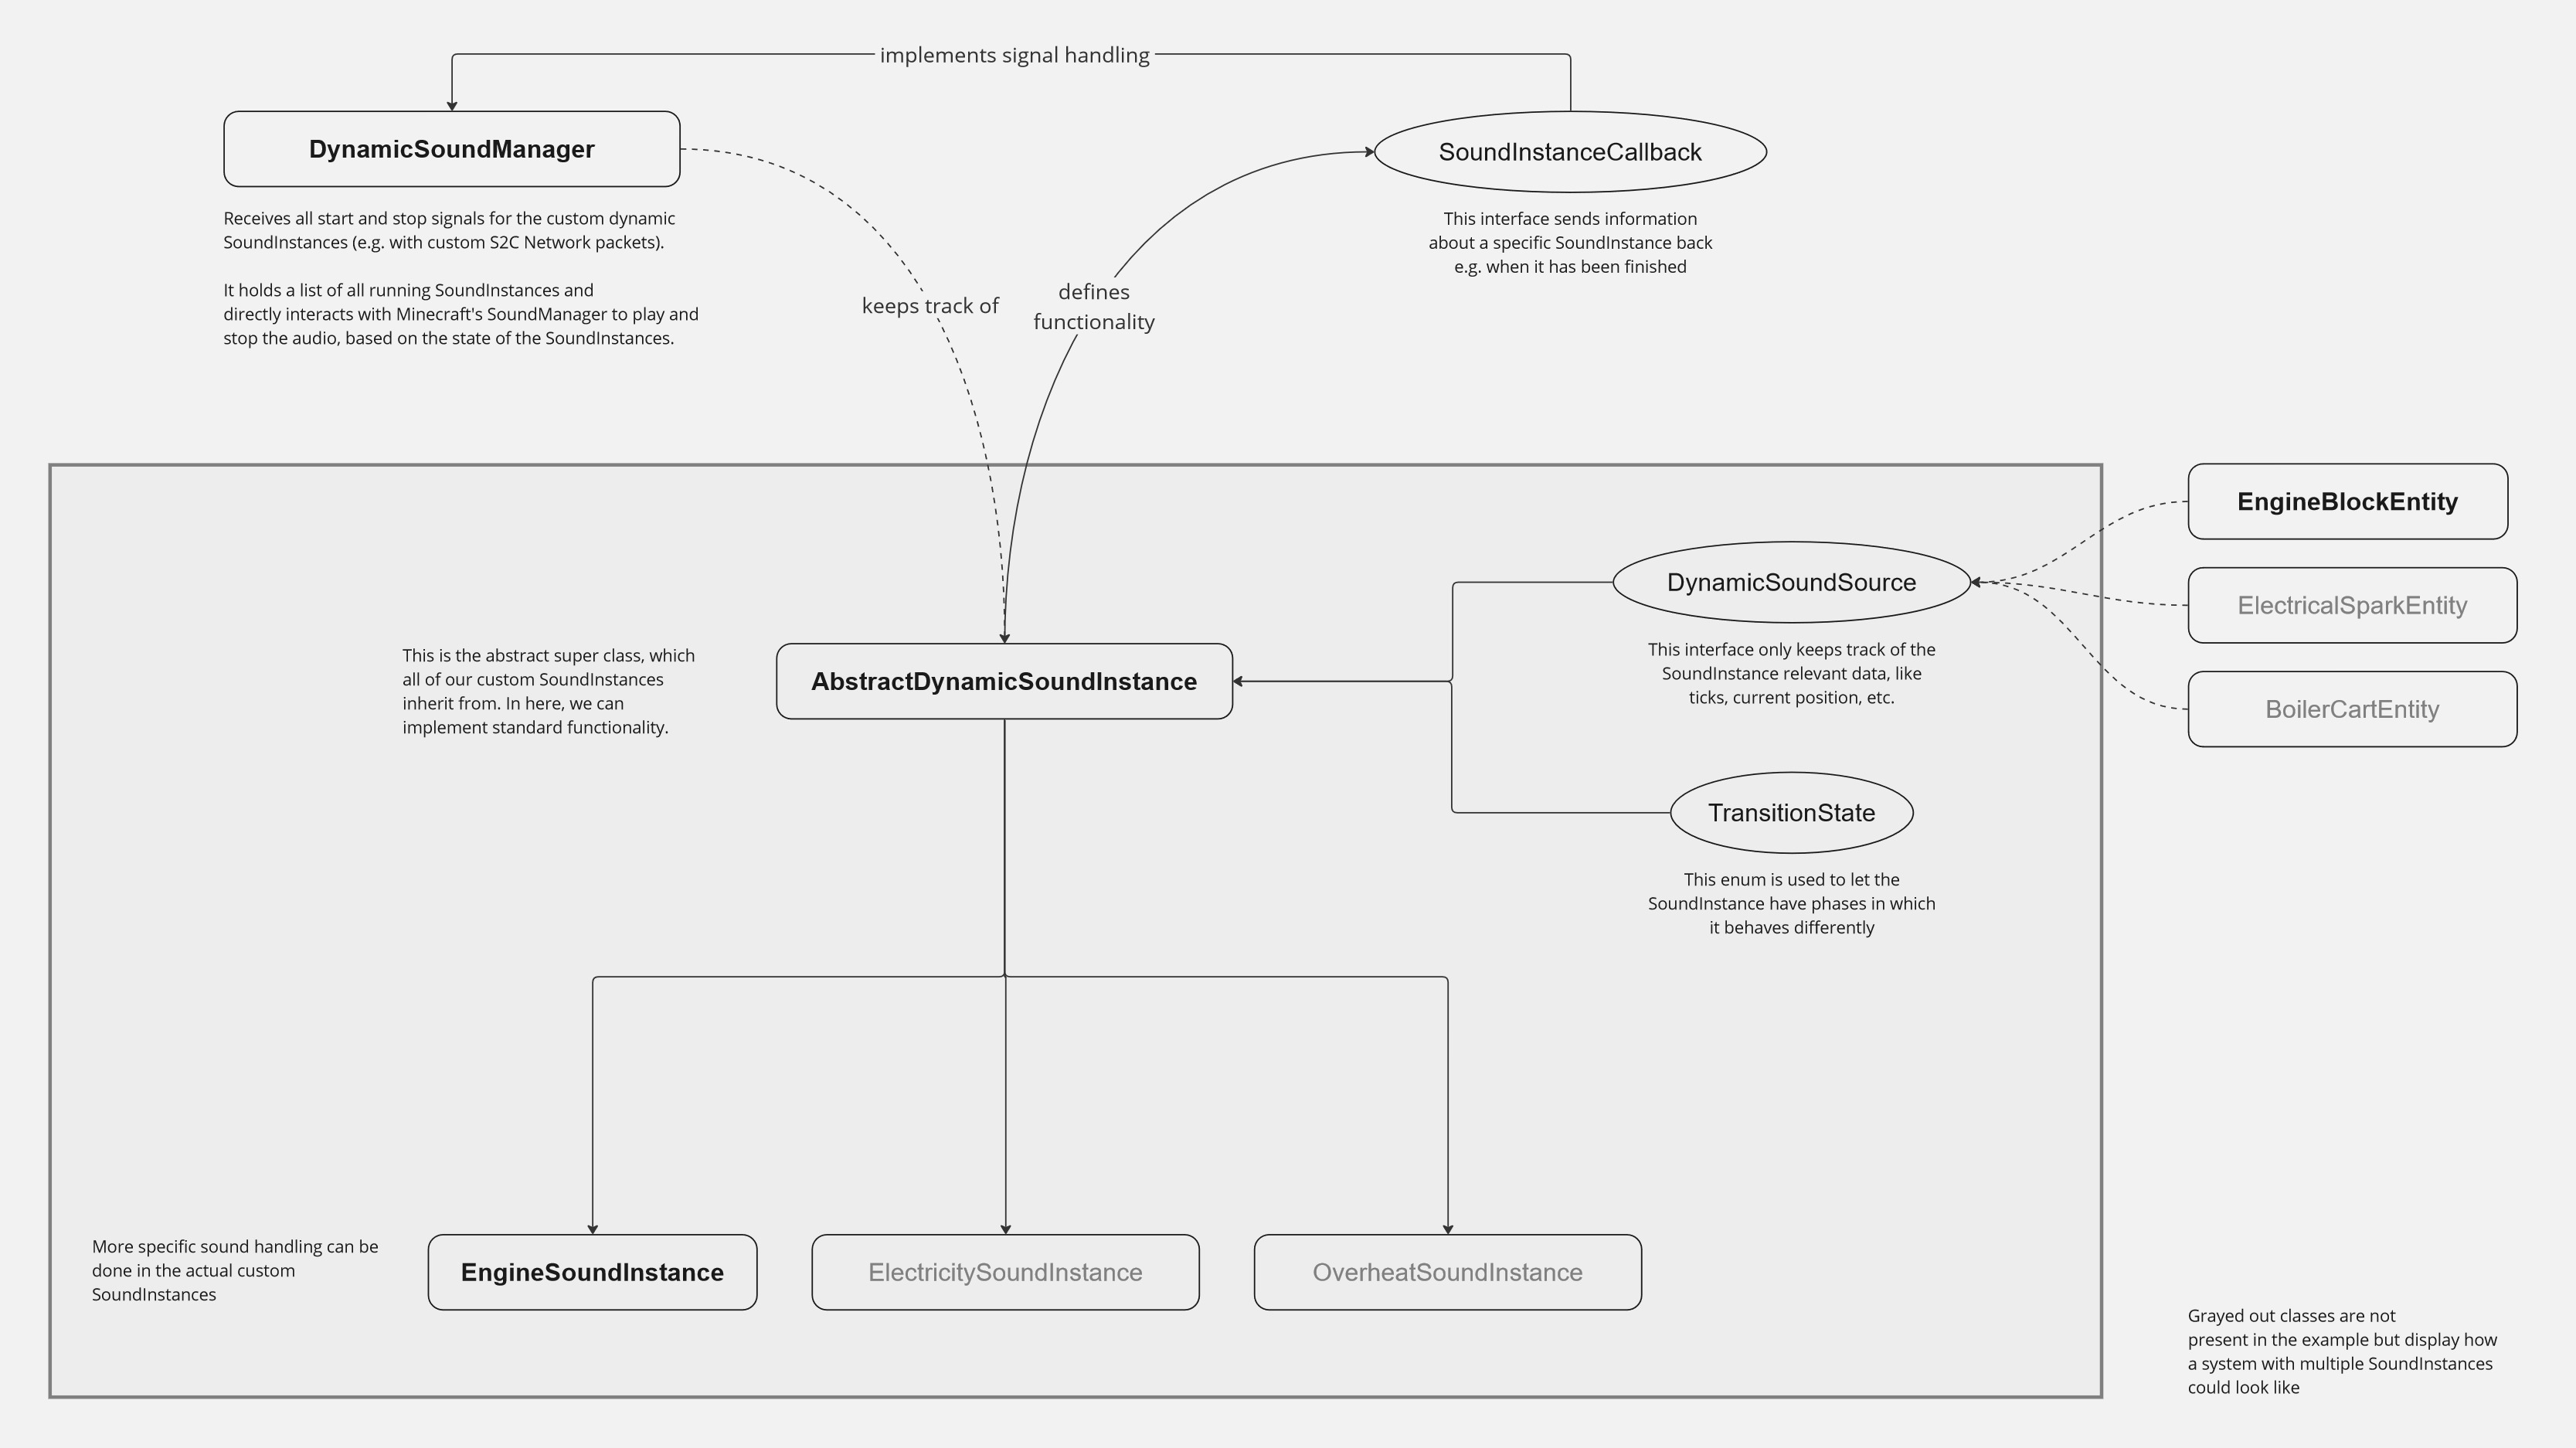 implements signal handling
DynamicSoundManager
SoundInstanceCallback
Receives all start and stop signals for the custom dynamic
SoundInstances (e.g. with custom S2C Network packets).
It holds a list of all running SoundInstances and
directly interacts with Minecraft's SoundManager to play and
stop the audio, based on the state of the SoundInstances.
This interface sends information
about a specific SoundInstance back
e.g. when it has been finished
keeps track of
defines
functionality
EngineBlockEntity
ElectricalSparkEntity
BoilerCartEntity
DynamicSoundSource
This interface only keeps track of the
SoundInstance relevant data, like
ticks, current position, etc.
This is the abstract super class, which
all of our custom SoundInstances
inherit from. In here, we can
implement standard functionality.
AbstractDynamicSoundInstance
TransitionState
This enum is used to let the
SoundInstance have phases in which
it behaves differently
More specific sound handling can be
done in the actual custom
SoundInstances
EngineSoundInstance
ElectricitySoundInstance
OverheatSoundInstance
Grayed out classes are not
present in the example but display how
a system with multiple SoundInstances
could look like